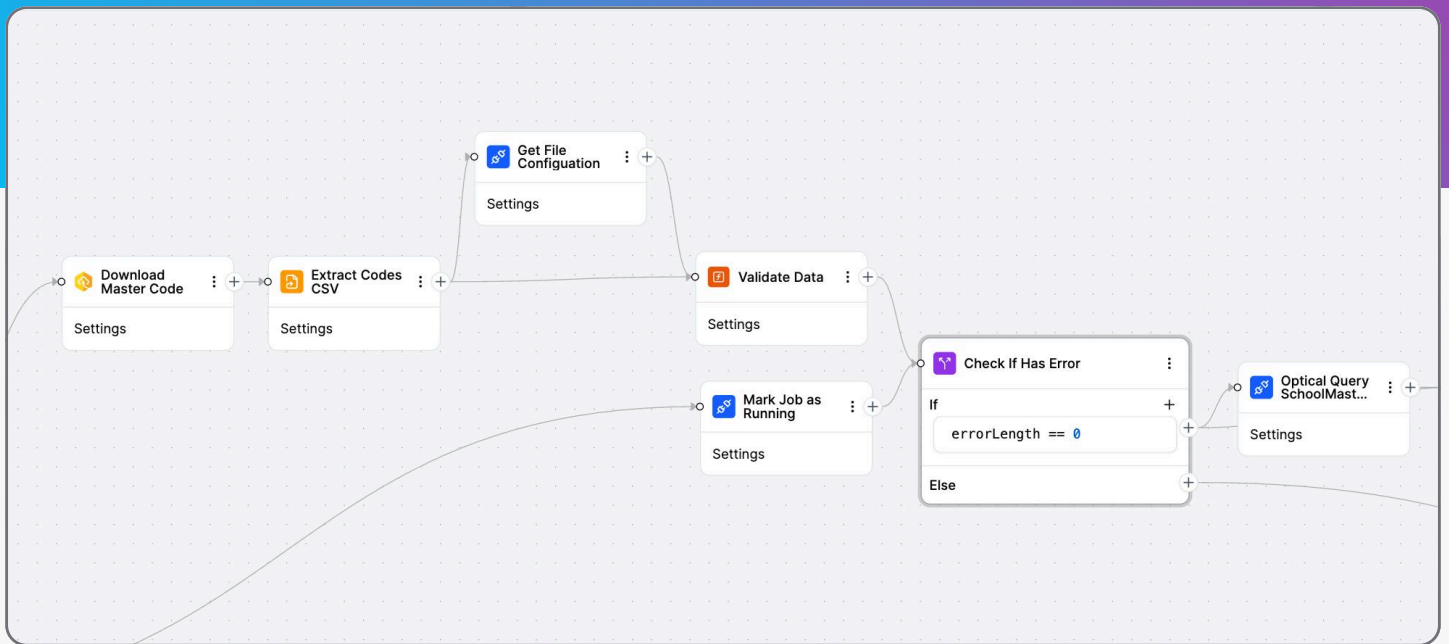 Get File
Configuation
Settings
Download
Master Code
Settings
Extract Codes
CSV
Settings
Validate Data
Settings
Mark Job as
Running
Settings
Check If Has Error
If
errorLength == 0
Else
Optical Query
SchoolMast...
Settings